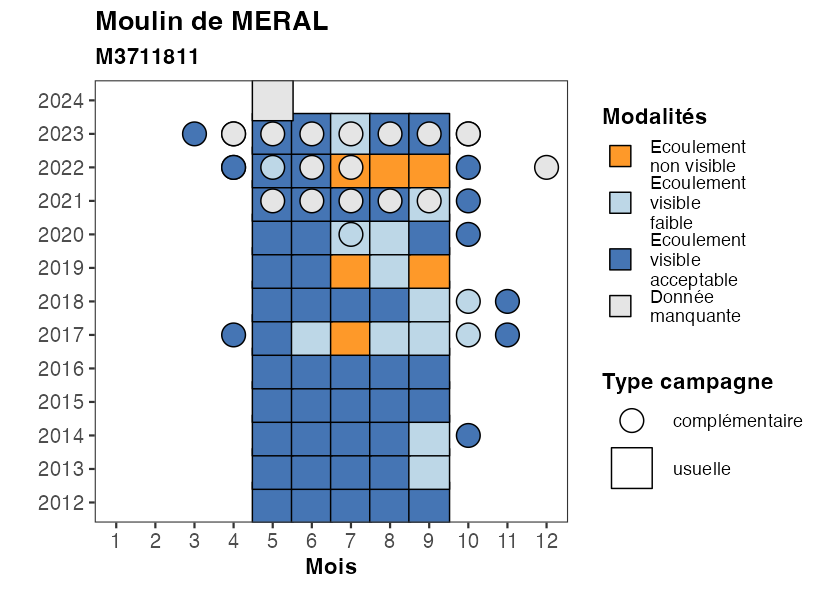 Moulin de MERAL
M3711811
2024
2023
2022
2021
2020
2019
2018
2017
2016
2015
2014
2013
2012
1 2 3 4 5 6 7 8 9 10 11 12
Mois
Modalités
Ecoulement
non visible
Ecoulement
visible
faible
Ecoulement
visible
acceptable
Donnée
manquante
Type campagne
complémentaire
usuelle